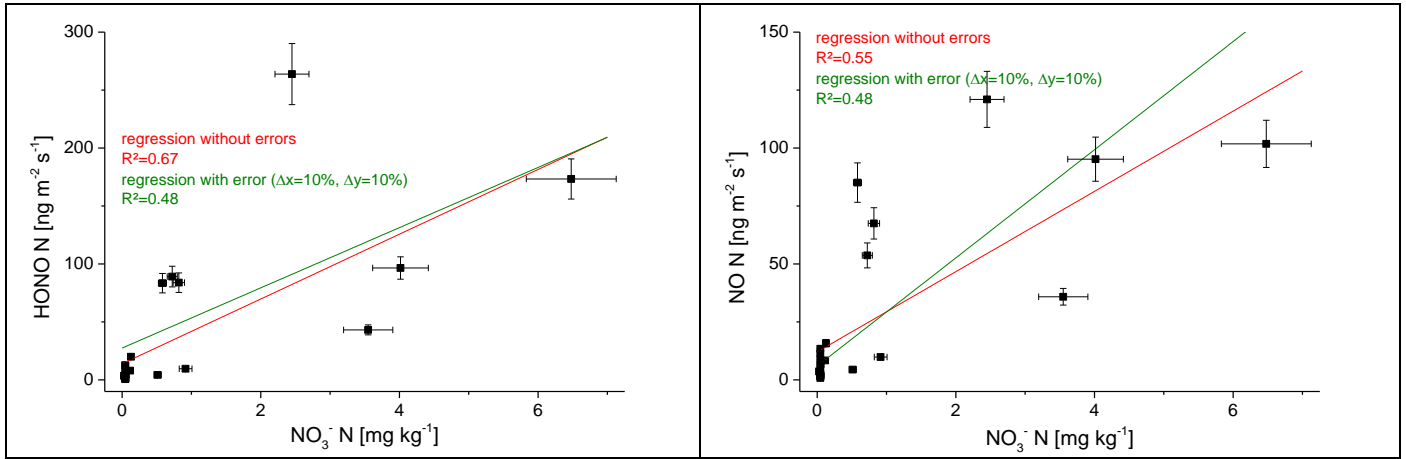 300
200
100
0
HONO N [ng m⁻² s⁻¹]
regression without errors
R²=0.67
regression with error (Δx=10%, Δy=10%)
R²=0.48
0 2 4 6
NO₃⁻ N [mg kg⁻¹]
150
100
50
0
NO N [ng m⁻² s⁻¹]
regression without errors
R²=0.55
regression with error (Δx=10%, Δy=10%)
R²=0.48
0 2 4 6
NO₃⁻ N [mg kg⁻¹]